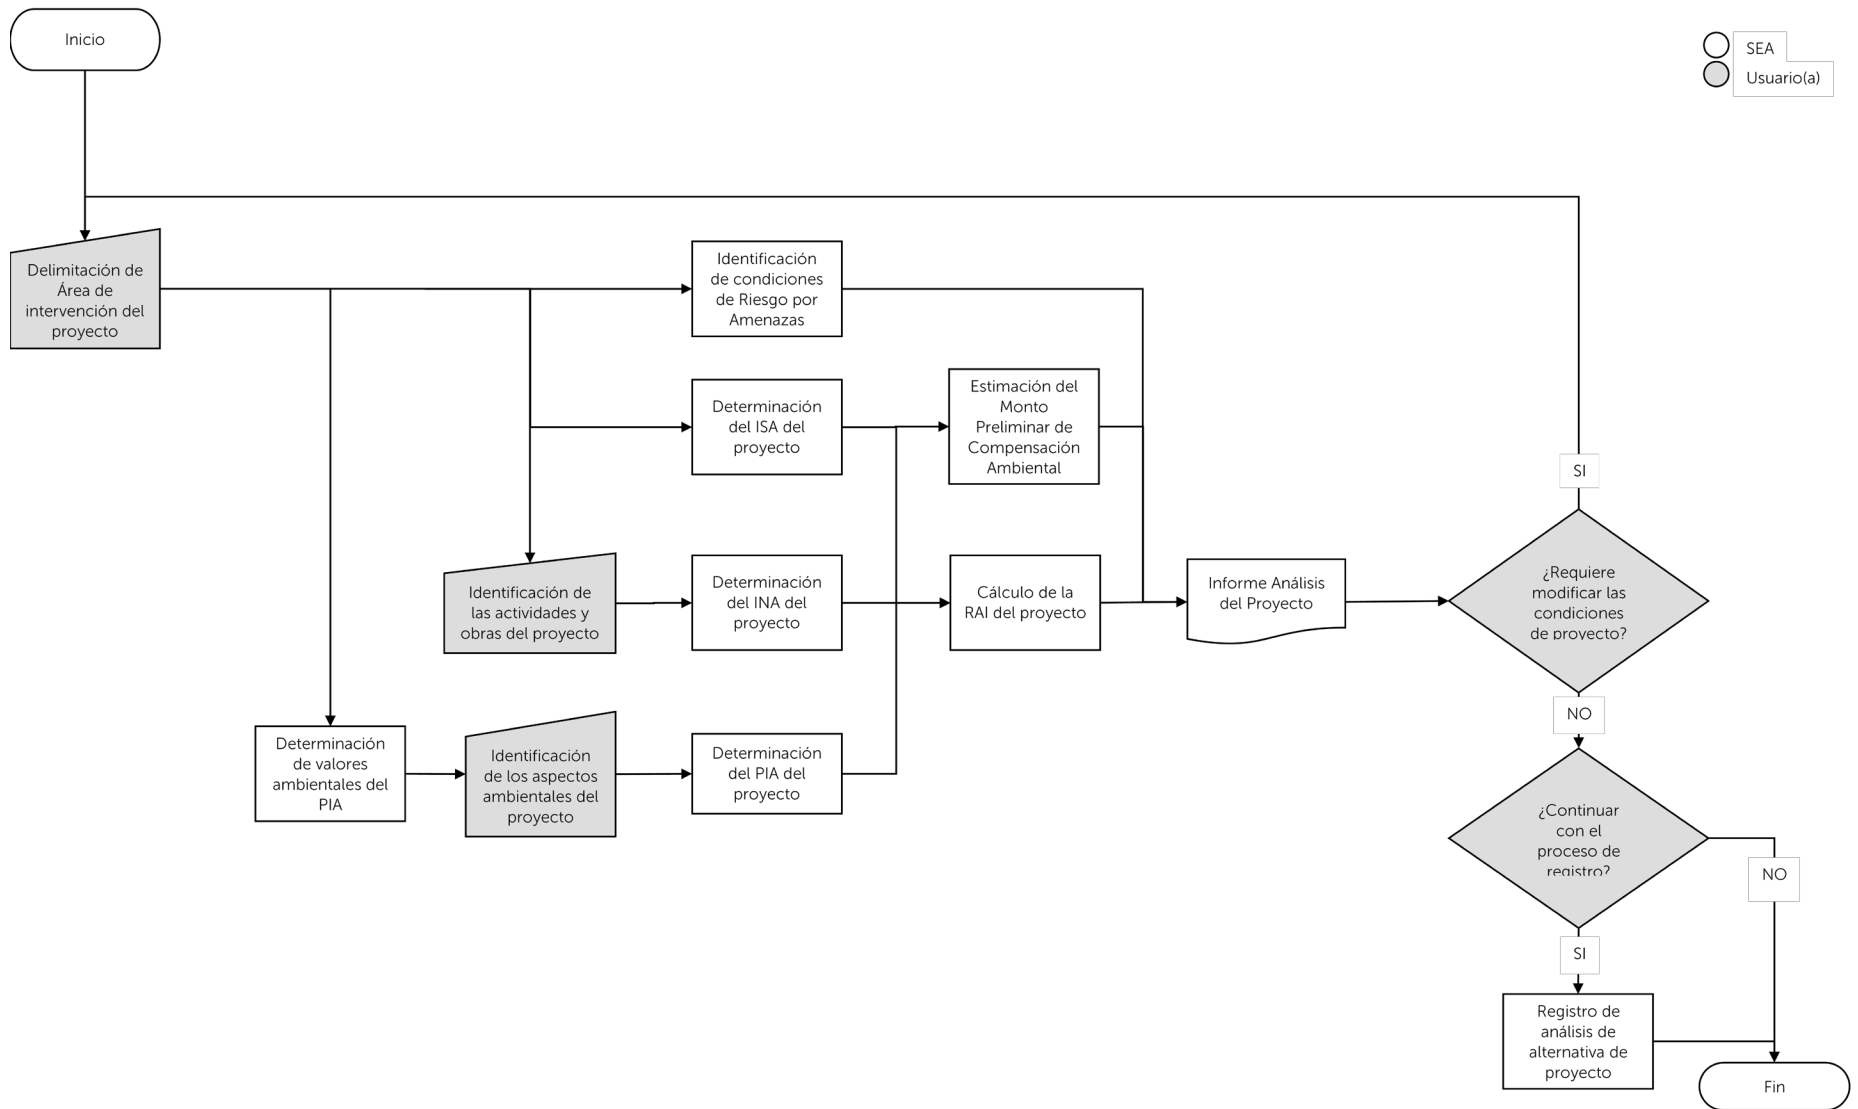 Inicio
SEA
Usuario(a)
Delimitación de
Área de
intervención del
proyecto
Identificación
de condiciones
de Riesgo por
Amenazas
Determinación
del ISA del
proyecto
Estimación del
Monto
Preliminar de
Compensación
Ambiental
SI
Identificación de
las actividades y
obras del proyecto
Determinación
del INA del
proyecto
Cálculo de la
RAI del proyecto
Informe Análisis
del Proyecto
¿Requiere
modificar las
condiciones
de proyecto?
NO
Determinación
de valores
ambientales del
PIA
Identificación
de los aspectos
ambientales del
proyecto
Determinación
del PIA del
proyecto
¿Continuar
con el
proceso de
registro?
NO
SI
Registro de
análisis de
alternativa de
proyecto
Fin